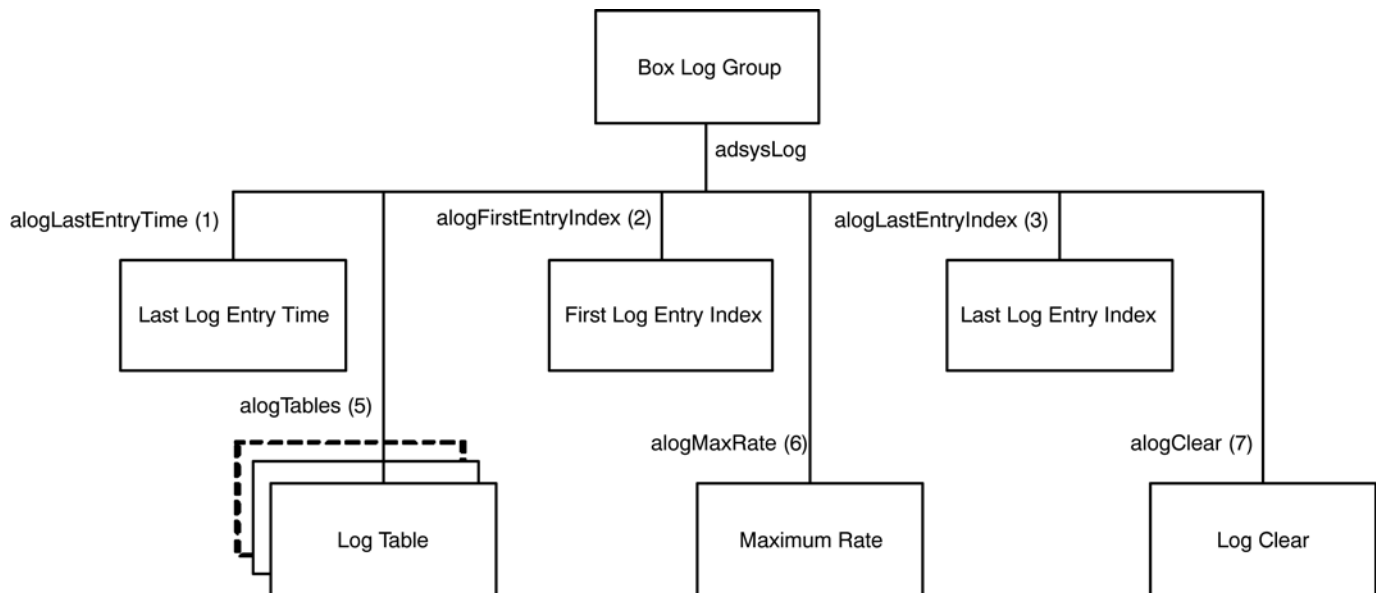 Box Log Group
adsysLog
alogLastEntryTime (1)
alogFirstEntryIndex (2)
alogLastEntryIndex (3)
Last Log Entry Time
First Log Entry Index
Last Log Entry Index
alogTables (5)
alogMaxRate (6)
alogClear (7)
Log Table
Maximum Rate
Log Clear